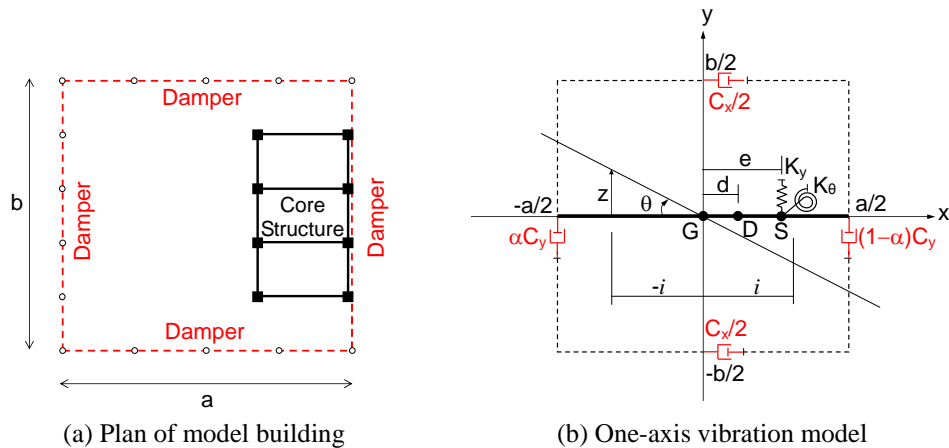 Damper
b
Damper
Core
Structure
Damper
Damper
a
(a) Plan of model building
y
b/2
Cx/2
e
Ky
d
Kθ
z
θ
-a/2
a/2
x
G
D
S
αCy
(1−α)Cy
-i
i
Cx/2
-b/2
(b) One-axis vibration model